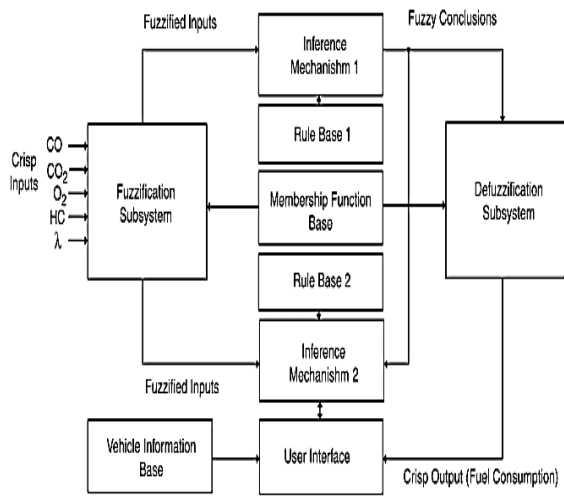 Fuzzified Inputs
Fuzzy Conclusions
Inference
Mechanishm 1
Rule Base 1
Crisp
Inputs
CO
CO2
O2
HC
λ
Fuzzification
Subsystem
Membership Function
Base
Defuzzification
Subsystem
Rule Base 2
Inference
Mechanishm 2
Fuzzified Inputs
Vehicle Information
Base
User Interface
Crisp Output (Fuel Consumption)